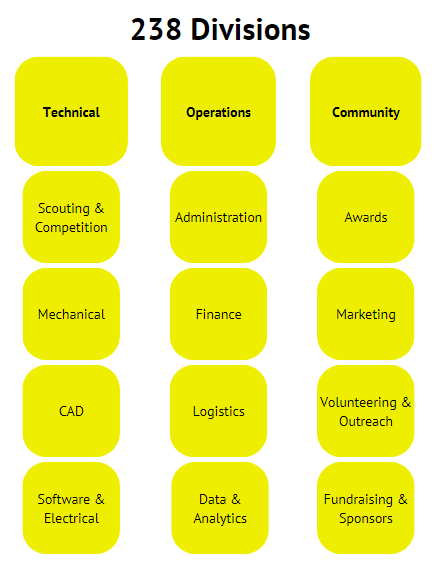 238 Divisions
Technical
Operations
Community
Scouting &
Competition
Administration
Awards
Mechanical
Finance
Marketing
CAD
Logistics
Volunteering &
Outreach
Software &
Electrical
Data &
Analytics
Fundraising &
Sponsors